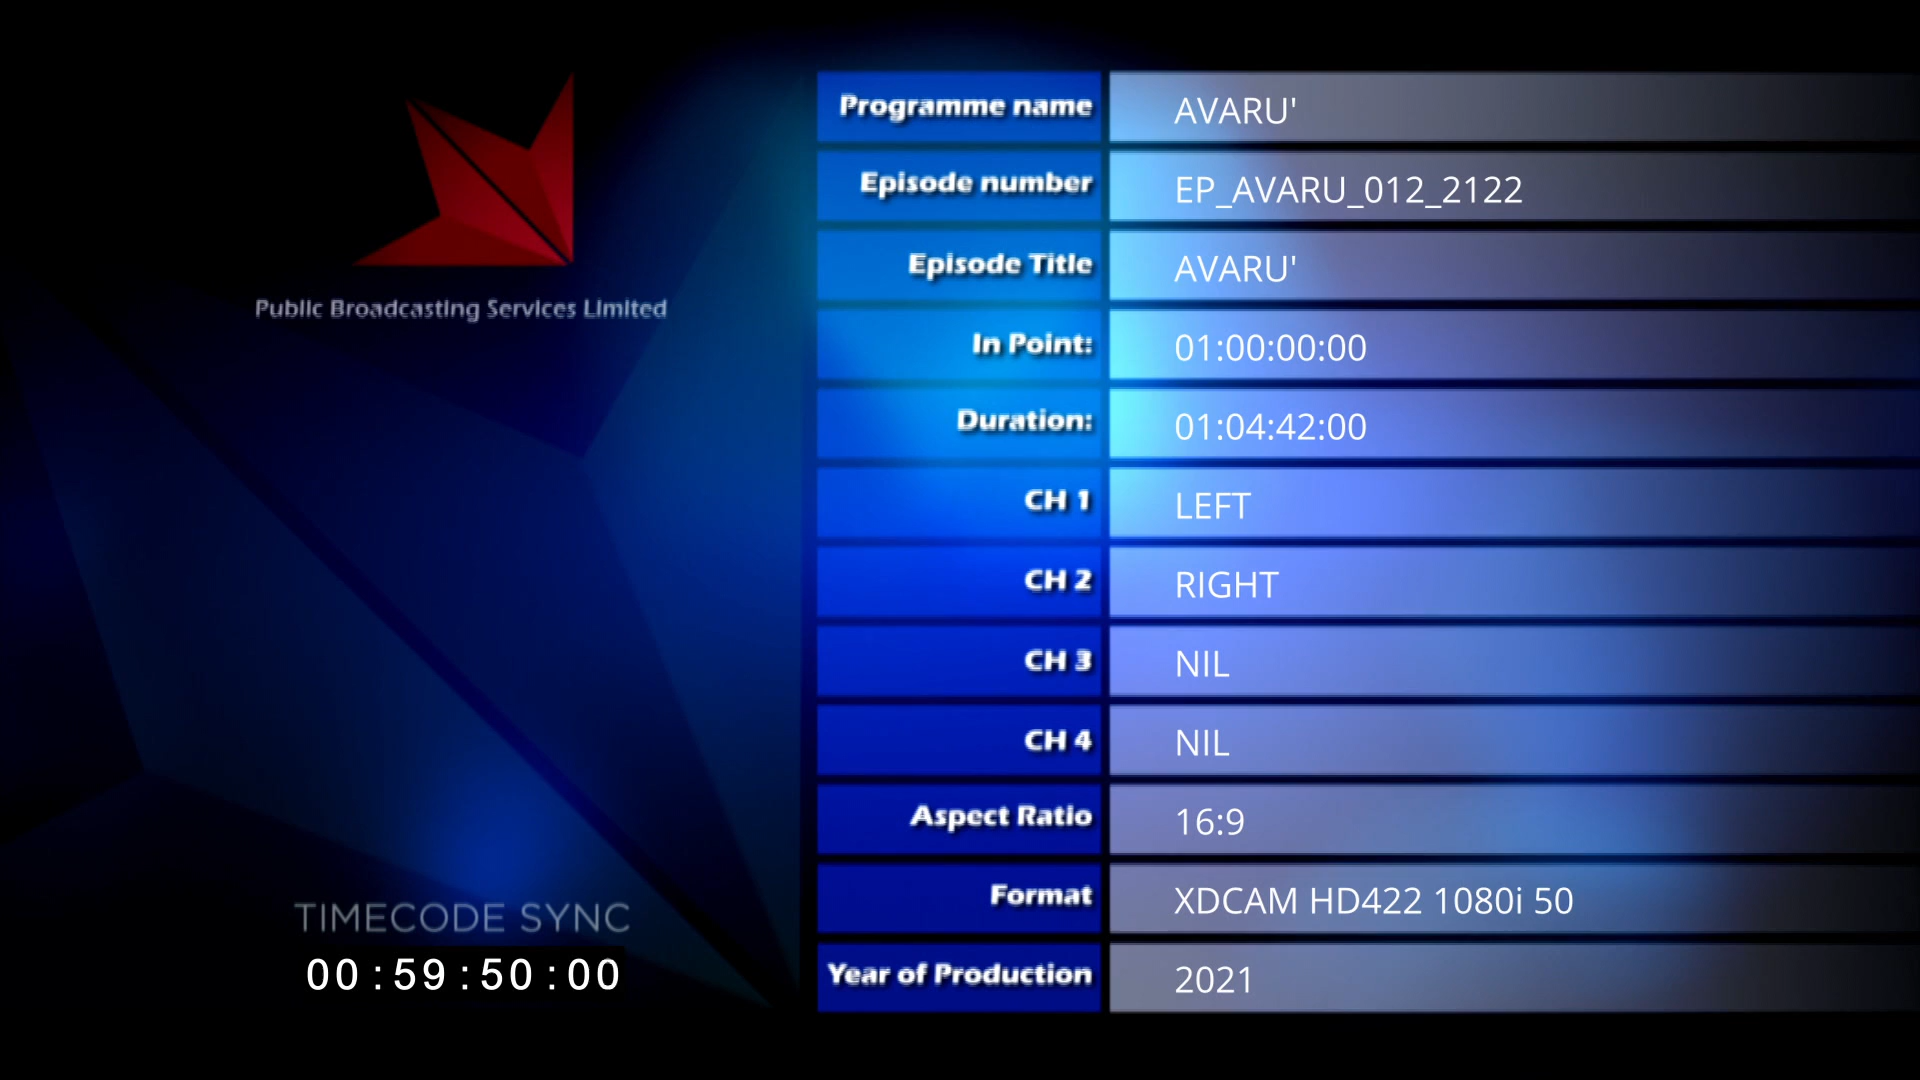 Public Broadcasting Services Limited
TIMECODE SYNC
00:59:50:00
Programme name AVARU'
Episode number EP_AVARU_012_2122
Episode Title AVARU'
In Point: 01:00:00:00
Duration: 01:04:42:00
CH 1 LEFT
CH 2 RIGHT
CH 3 NIL
CH 4 NIL
Aspect Ratio 16:9
Format XDCAM HD422 1080i 50
Year of Production 2021